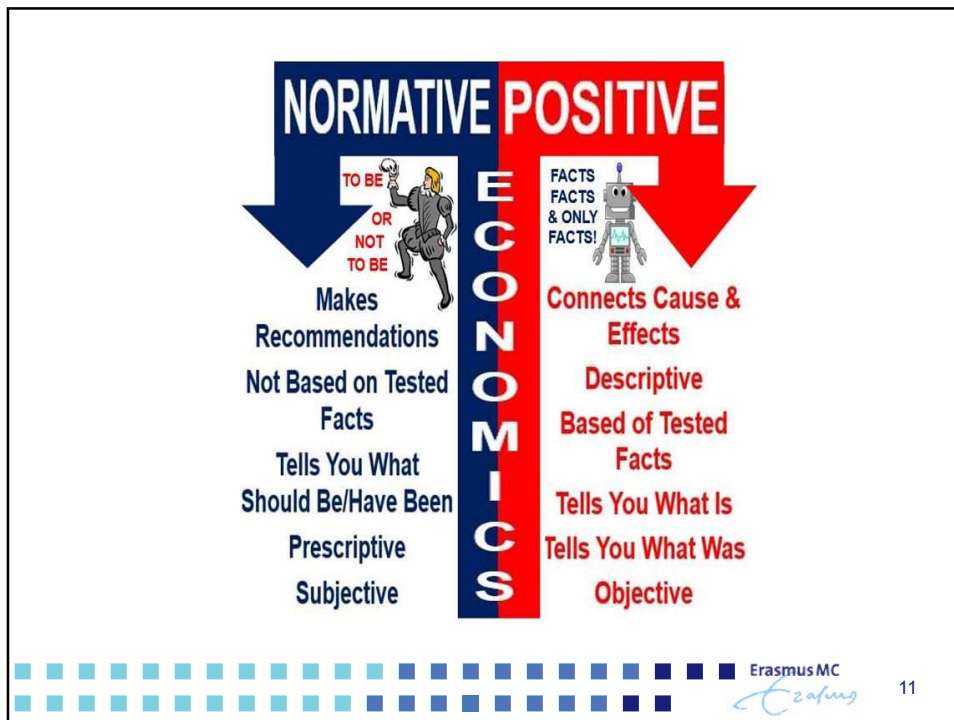 NORMATIVE POSITIVE
TO BE
OR
NOT
TO BE
ECONOMICS
FACTS
FACTS
& ONLY
FACTS!
Makes
Recommendations
Not Based on Tested
Facts
Tells You What
Should Be/Have Been
Prescriptive
Subjective
Connects Cause &
Effects
Descriptive
Based of Tested
Facts
Tells You What Is
Tells You What Was
Objective
Erasmus MC
Erasmus
11